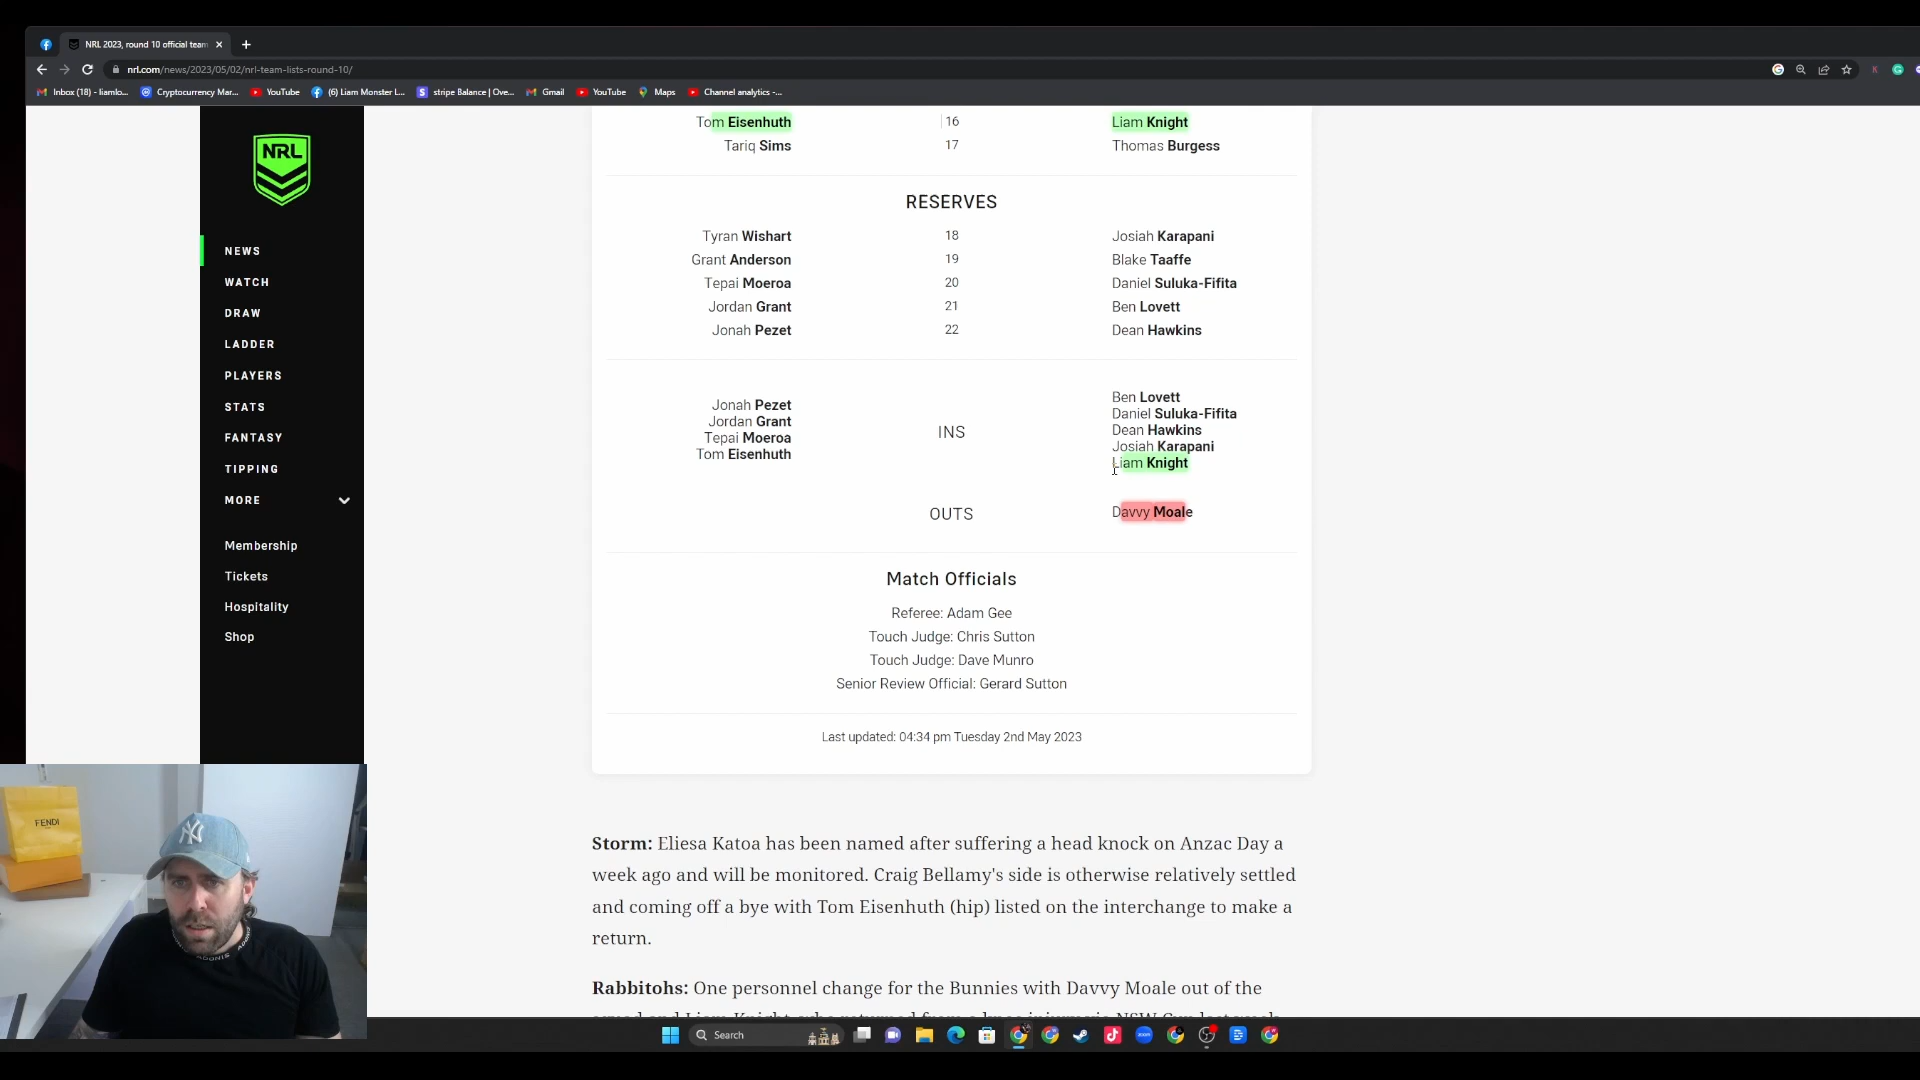 NRL 2023, round 10 official team
nrl.com/news/2023/05/02/nrl-team-lists-round-10/
Inbox (18) - liamlo...
Cryptocurrency Mar...
YouTube
(6) Liam Monster L...
stripe Balance | Ove...
Gmail
YouTube
Maps
Channel analytics -...
NRL
NEWS
WATCH
DRAW
LADDER
PLAYERS
STATS
FANTASY
TIPPING
MORE
Membership
Tickets
Hospitality
Shop
Tom Eisenhuth 16 Liam Knight
Tariq Sims 17 Thomas Burgess
RESERVES
Tyran Wishart 18 Josiah Karapani
Grant Anderson 19 Blake Taaffe
Tepai Moeroa 20 Daniel Suluka-Fifita
Jordan Grant 21 Ben Lovett
Jonah Pezet 22 Dean Hawkins
Jonah Pezet
Jordan Grant
Tepai Moeroa
Tom Eisenhuth
INS
Ben Lovett
Daniel Suluka-Fifita
Dean Hawkins
Josiah Karapani
Liam Knight
OUTS
Davvy Moale
Match Officials
Referee: Adam Gee
Touch Judge: Chris Sutton
Touch Judge: Dave Munro
Senior Review Official: Gerard Sutton
Last updated: 04:34 pm Tuesday 2nd May 2023
Storm: Eliesa Katoa has been named after suffering a head knock on Anzac Day a
week ago and will be monitored. Craig Bellamy's side is otherwise relatively settled
and coming off a bye with Tom Eisenhuth (hip) listed on the interchange to make a
return.
Rabbitohs: One personnel change for the Bunnies with Davvy Moale out of the
FENDI
NY
ADONIS
Search